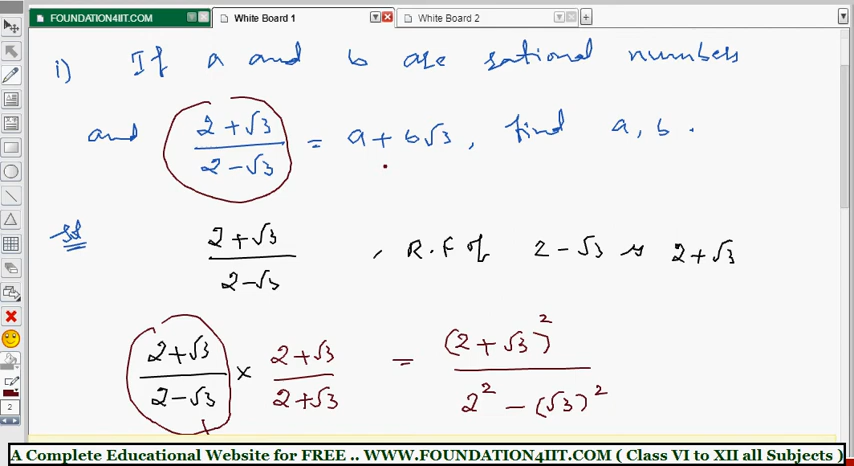 FOUNDATION4IIT.COM White Board 1 White Board 2
i) If a and b are rational numbers
and (2 + √3)/(2 - √3) = a + b√3, find a, b.
Sol
(2 + √3)/(2 - √3) , R.F of 2 - √3 is 2 + √3
(2 + √3)/(2 - √3) × (2 + √3)/(2 + √3) = (2 + √3)²/(2² - (√3)²)
2
A Complete Educational Website for FREE .. WWW.FOUNDATION4IIT.COM ( Class VI to XII all Subjects )